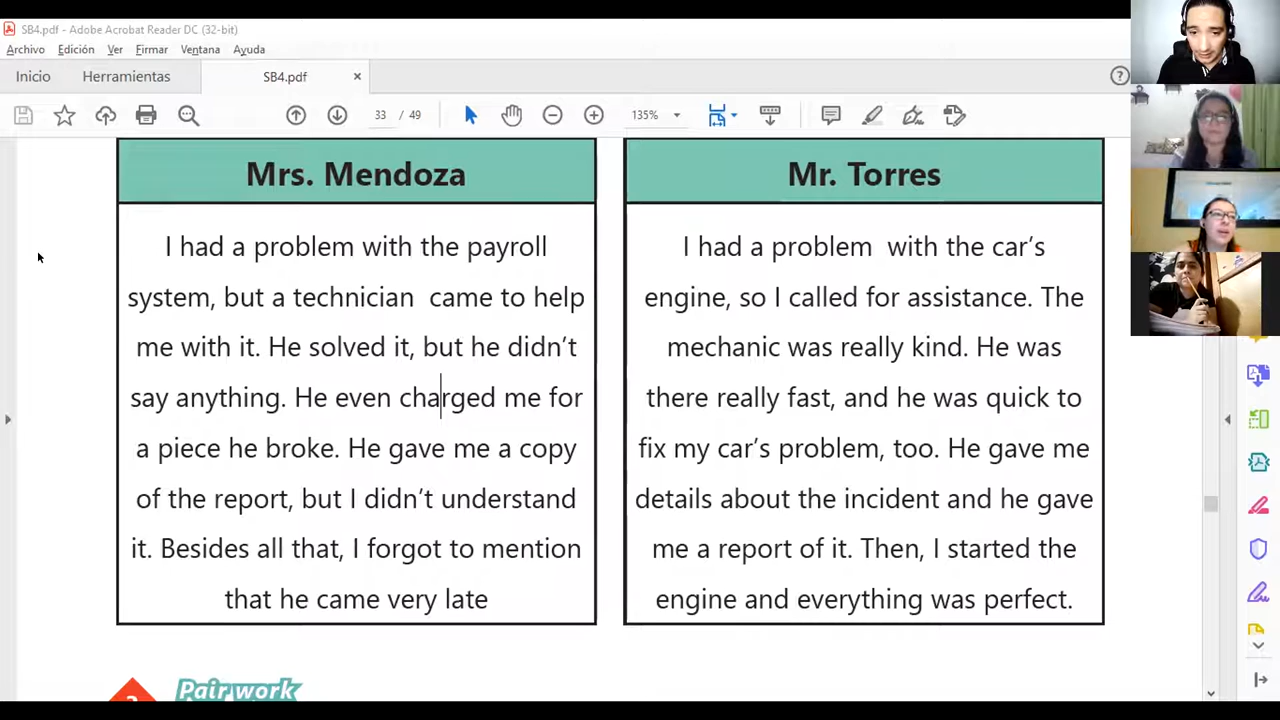 SB4.pdf - Adobe Acrobat Reader DC (32-bit)
Archivo Edición Ver Firmar Ventana Ayuda
Inicio Herramientas SB4.pdf ×
33 / 49 135%
Mrs. Mendoza
I had a problem with the payroll
system, but a technician came to help
me with it. He solved it, but he didn't
say anything. He even charged me for
a piece he broke. He gave me a copy
of the report, but I didn't understand
it. Besides all that, I forgot to mention
that he came very late
Mr. Torres
I had a problem with the car's
engine, so I called for assistance. The
mechanic was really kind. He was
there really fast, and he was quick to
fix my car's problem, too. He gave me
details about the incident and he gave
me a report of it. Then, I started the
engine and everything was perfect.
Pair work